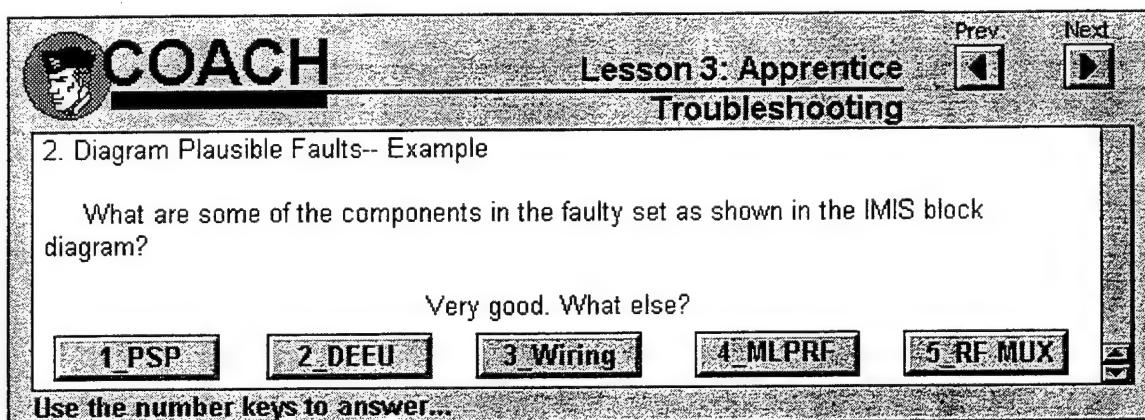 Prev Next
COACH
Lesson 3: Apprentice
Troubleshooting
2. Diagram Plausible Faults-- Example
What are some of the components in the faulty set as shown in the IMIS block
diagram?
Very good. What else?
1_PSP 2_DEEU 3_Wiring 4_MLPRF 5_RF MUX
Use the number keys to answer...